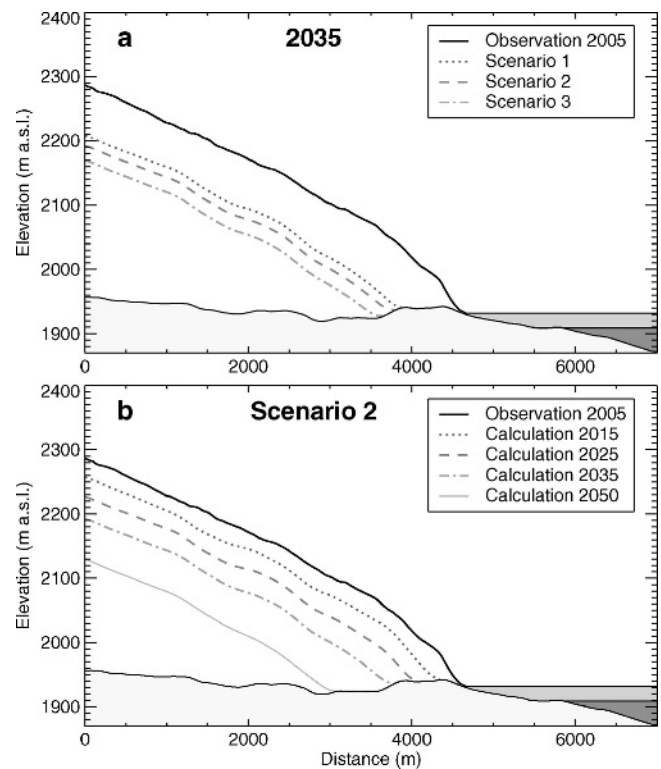 a
2035
Observation 2005
Scenario 1
Scenario 2
Scenario 3
Elevation (m a.s.l.)
2400
2300
2200
2100
2000
1900
0
2000
4000
6000
b
Scenario 2
Observation 2005
Calculation 2015
Calculation 2025
Calculation 2035
Calculation 2050
Elevation (m a.s.l.)
2400
2300
2200
2100
2000
1900
0
2000
4000
6000
Distance (m)